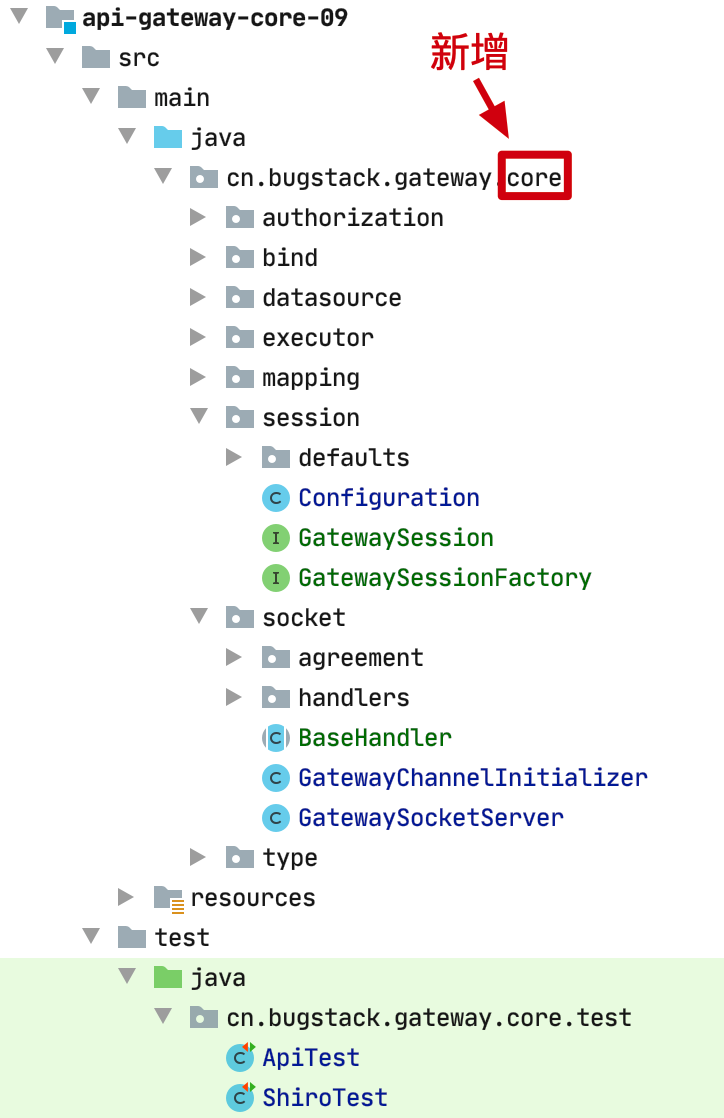 api-gateway-core-09
src
新增
main
java
cn.bugstack.gateway.core
authorization
bind
datasource
executor
mapping
session
defaults
Configuration
GatewaySession
GatewaySessionFactory
socket
agreement
handlers
BaseHandler
GatewayChannelInitializer
GatewaySocketServer
type
resources
test
java
cn.bugstack.gateway.core.test
ApiTest
ShiroTest